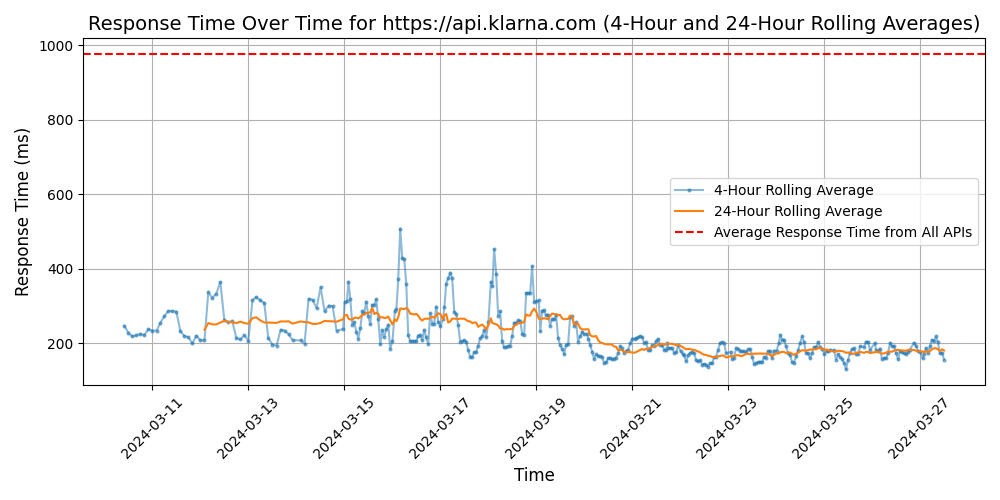 Response Time Over Time for https://api.klarna.com (4-Hour and 24-Hour Rolling Averages)
Response Time (ms)
1000
800
600
400
200
4-Hour Rolling Average
24-Hour Rolling Average
Average Response Time from All APIs
2024-03-11
2024-03-13
2024-03-15
2024-03-17
2024-03-19
2024-03-21
2024-03-23
2024-03-25
2024-03-27
Time